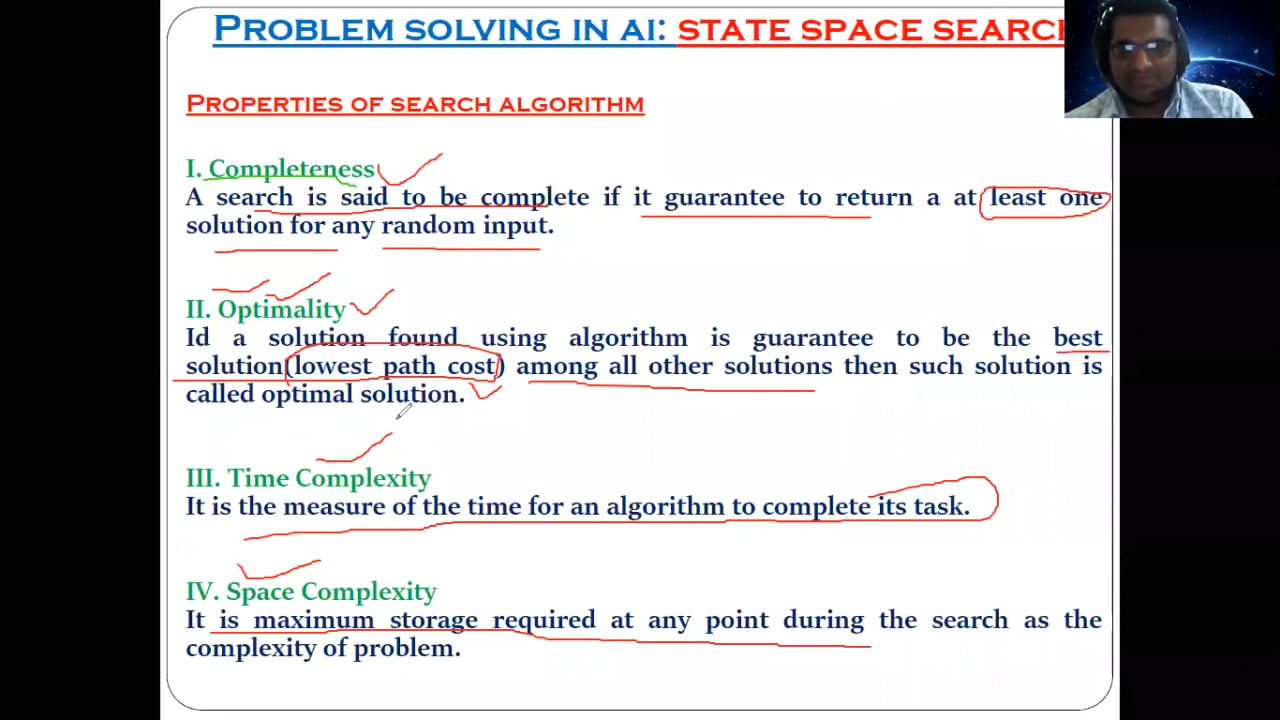 PROBLEM SOLVING IN AI: STATE SPACE SEARCH
PROPERTIES OF SEARCH ALGORITHM
I. Completeness
A search is said to be complete if it guarantee to return a at least one
solution for any random input.
II. Optimality
Id a solution found using algorithm is guarantee to be the best
solution(lowest path cost) among all other solutions then such solution is
called optimal solution.
III. Time Complexity
It is the measure of the time for an algorithm to complete its task.
IV. Space Complexity
It is maximum storage required at any point during the search as the
complexity of problem.